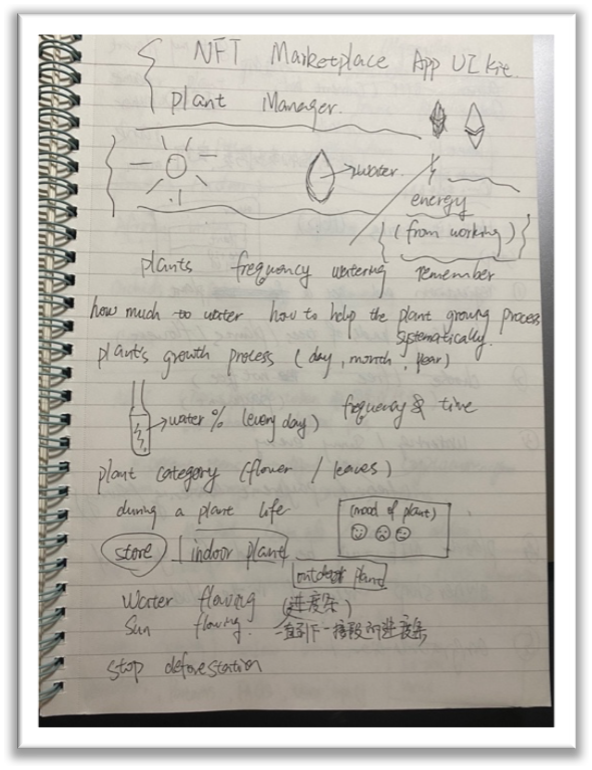 NFT Marketplace App UI Kit.
plant Manager.
water.
energy
(from working)
plants frequency watering remember
how much to water how to help the plant growing process
systematically.
plant's growth process (day, month, year)
water % (every day) frequency & time
plant category (flower / leaves)
during a plant life
(mood of plant)
store indoor plant
outdoor plant
Water flowing (进度条)
Sun flowing. 一直到下一阶段的进度条
stop deforestation